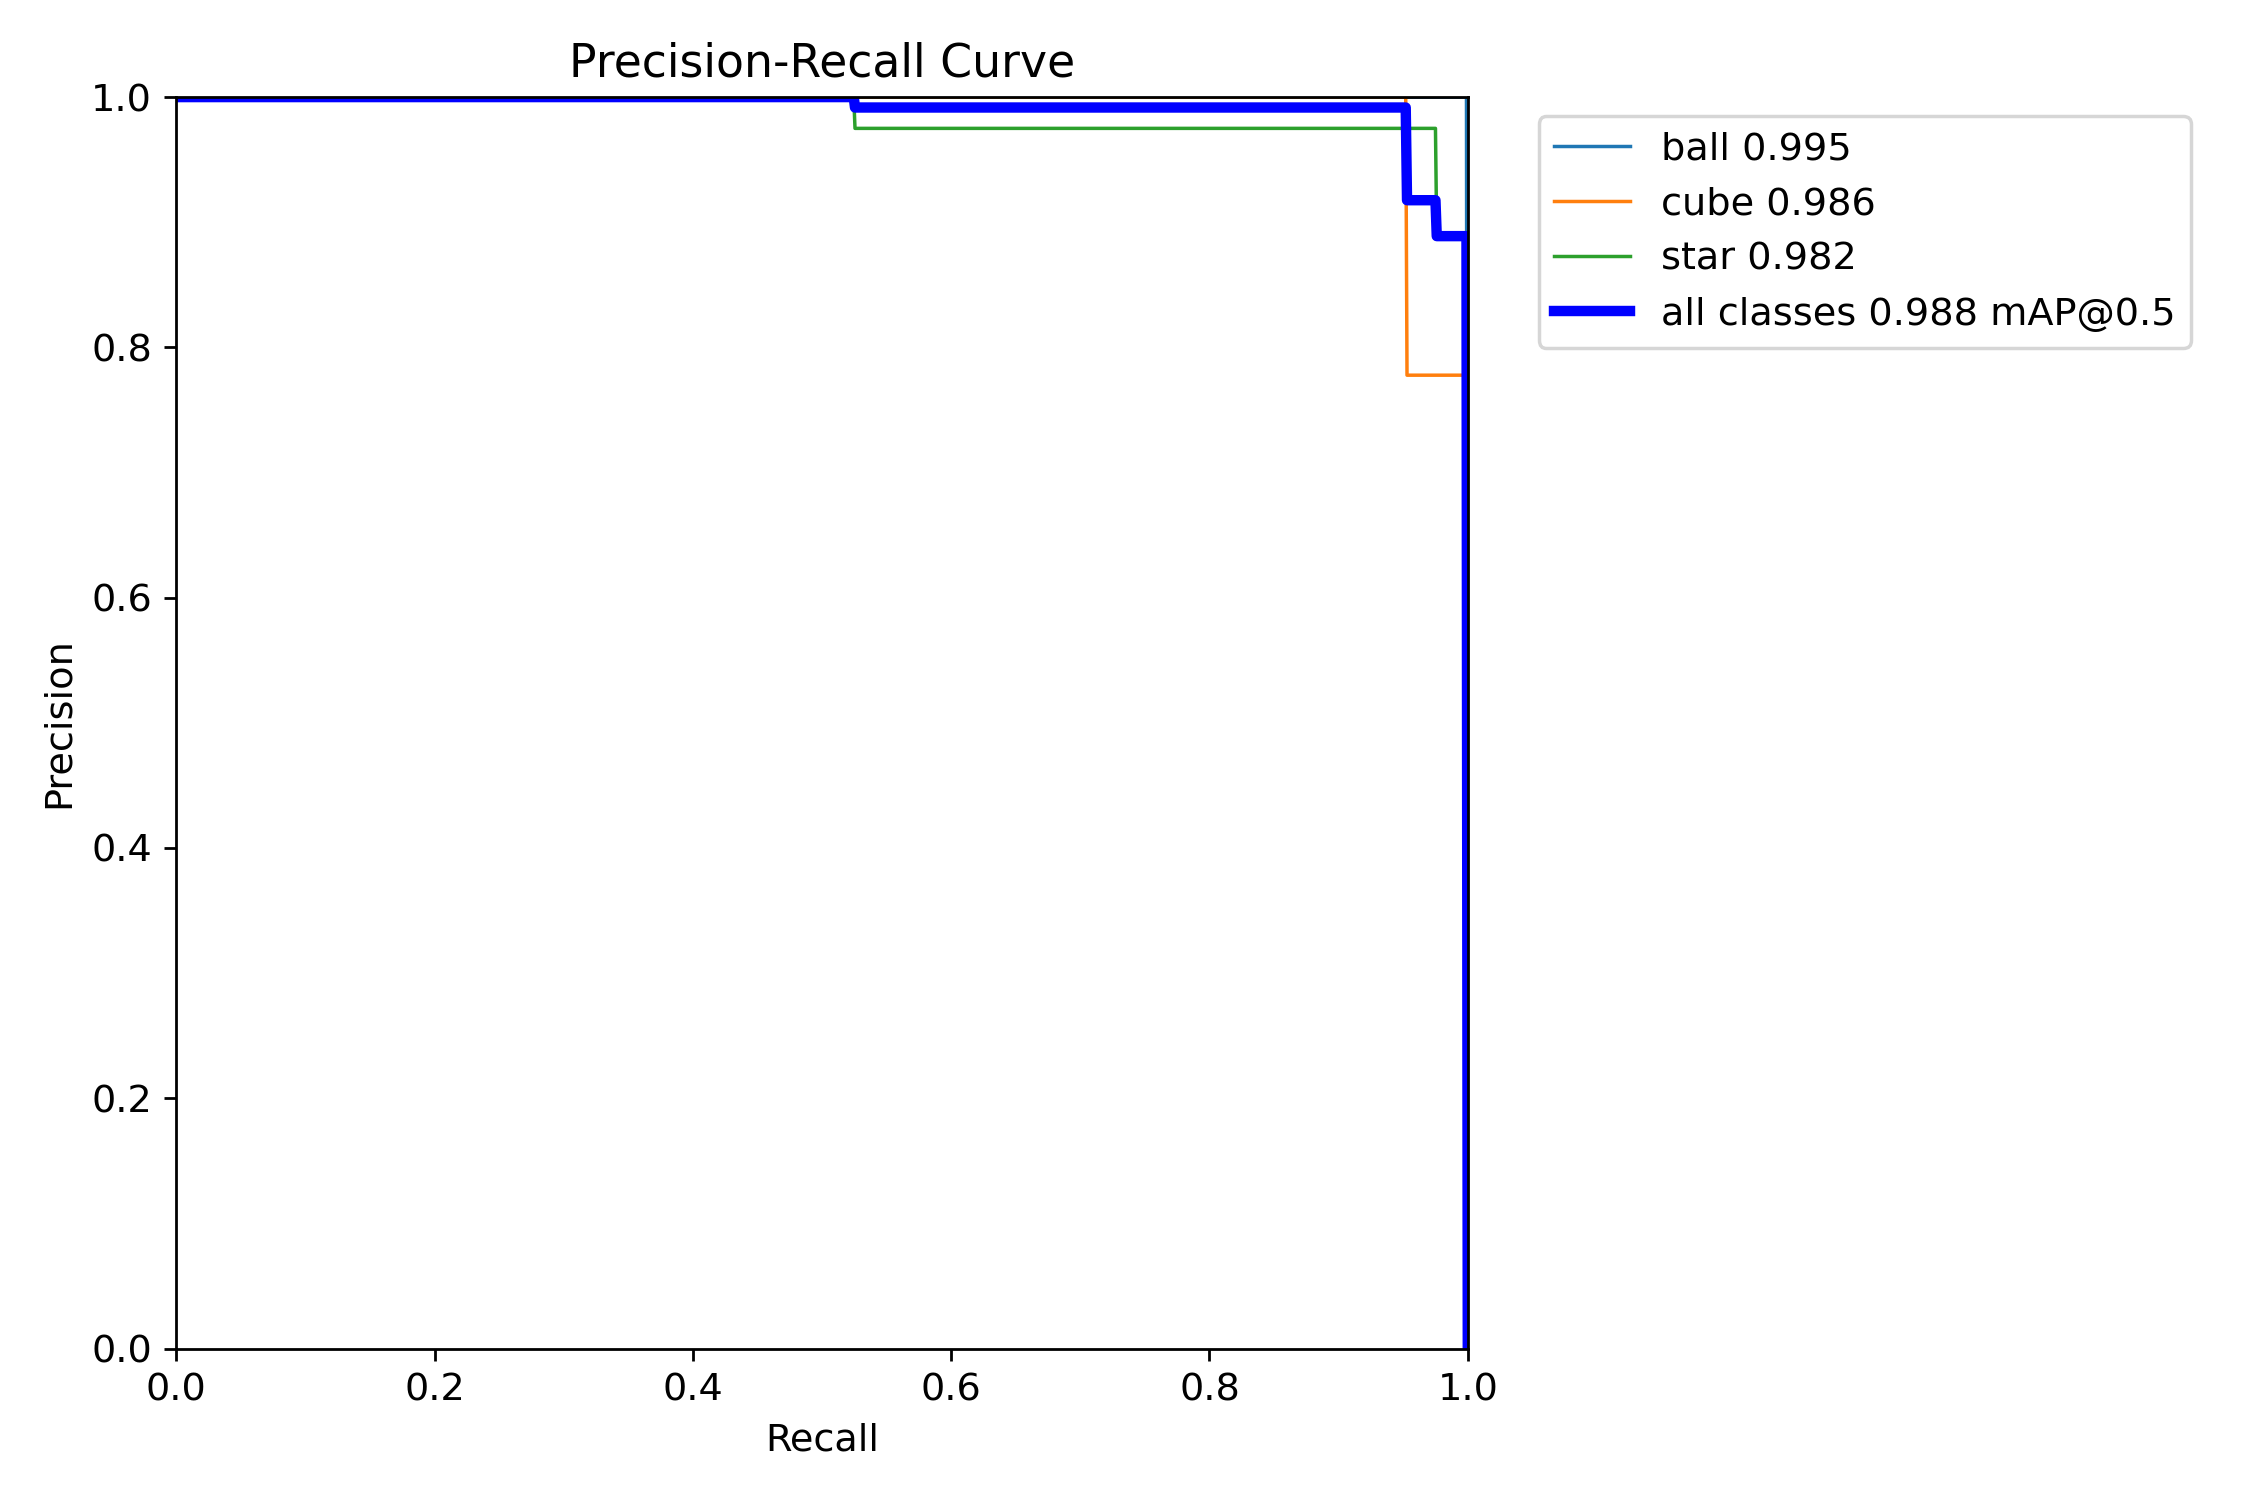 Precision-Recall Curve
1.0
0.8
0.6
0.4
0.2
0.0
Precision
0.0 0.2 0.4 0.6 0.8 1.0
Recall
ball 0.995
cube 0.986
star 0.982
all classes 0.988 mAP@0.5